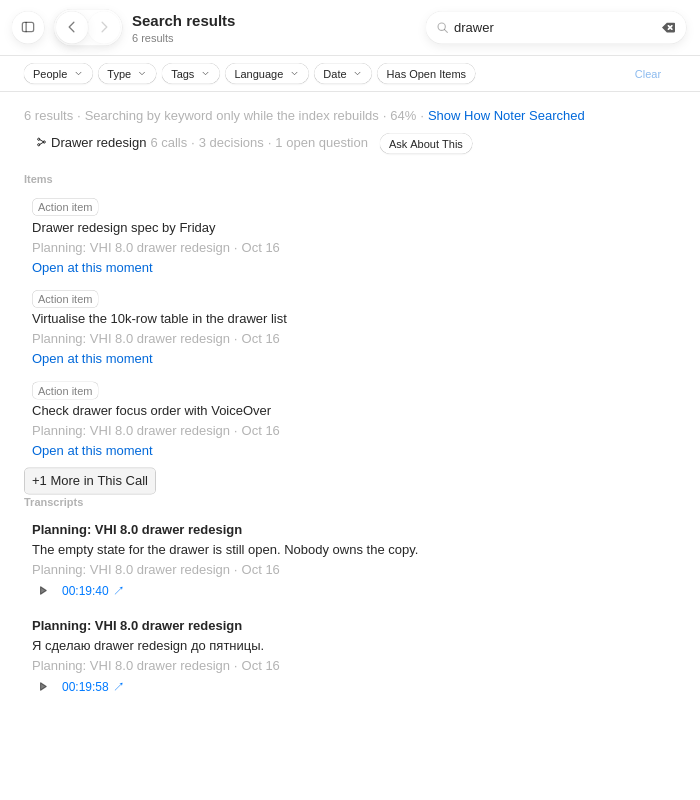 Search results
6 results
drawer
People
Type
Tags
Language
Date
Has Open Items
Clear
6 results · Searching by keyword only while the index rebuilds · 64% · Show How Noter Searched
Drawer redesign 6 calls · 3 decisions · 1 open question
Ask About This
Items
Action item
Drawer redesign spec by Friday
Planning: VHI 8.0 drawer redesign · Oct 16
Open at this moment
Action item
Virtualise the 10k-row table in the drawer list
Planning: VHI 8.0 drawer redesign · Oct 16
Open at this moment
Action item
Check drawer focus order with VoiceOver
Planning: VHI 8.0 drawer redesign · Oct 16
Open at this moment
+1 More in This Call
Transcripts
Planning: VHI 8.0 drawer redesign
The empty state for the drawer is still open. Nobody owns the copy.
Planning: VHI 8.0 drawer redesign · Oct 16
00:19:40
Planning: VHI 8.0 drawer redesign
Я сделаю drawer redesign до пятницы.
Planning: VHI 8.0 drawer redesign · Oct 16
00:19:58